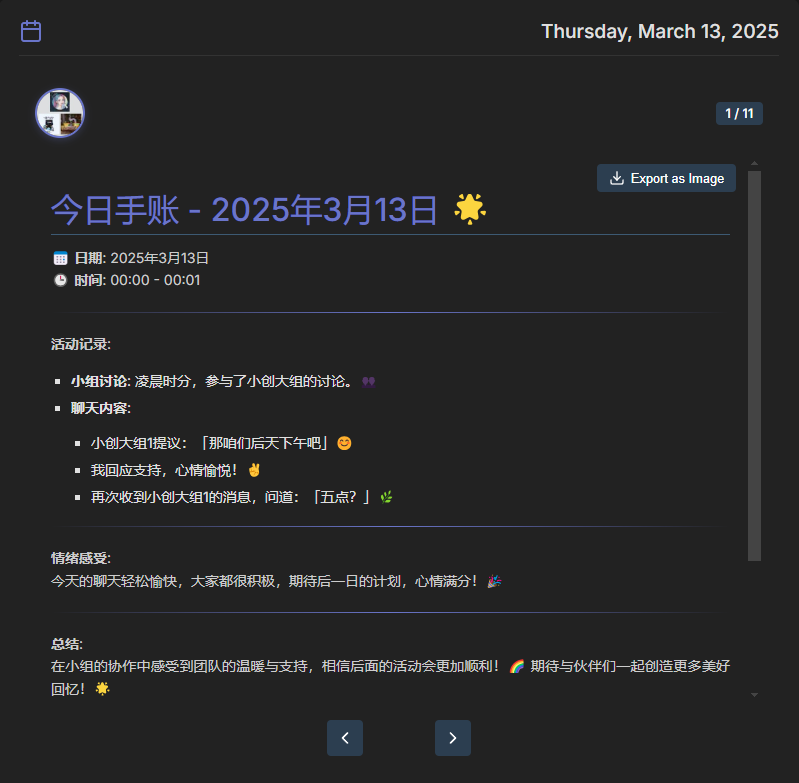 Thursday, March 13, 2025
1 / 11
Export as Image
今日手账 - 2025年3月13日 🌟
📅 日期: 2025年3月13日
🕒 时间: 00:00 - 00:01
活动记录:
小组讨论: 凌晨时分，参与了小创大组的讨论。
聊天内容:
小创大组1提议：「那咱们后天下午吧」😊
我回应支持，心情愉悦！✌️
再次收到小创大组1的消息，问道：「五点？」🌿
情绪感受:
今天的聊天轻松愉快，大家都很积极，期待后一日的计划，心情满分！🎉
总结:
在小组的协作中感受到团队的温暖与支持，相信后面的活动会更加顺利！🌈 期待与伙伴们一起创造更多美好
回忆！🌟